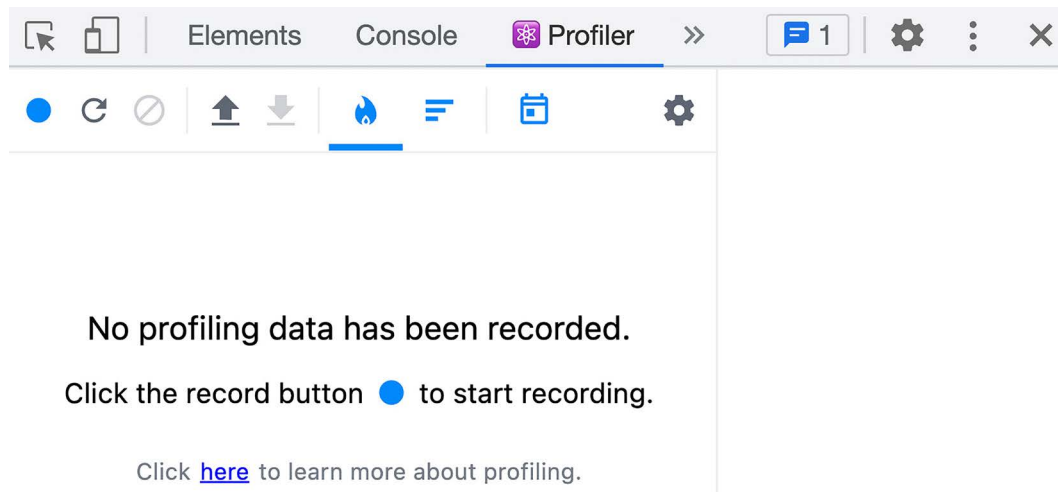 Elements Console Profiler 1
No profiling data has been recorded.
Click the record button to start recording.
Click here to learn more about profiling.